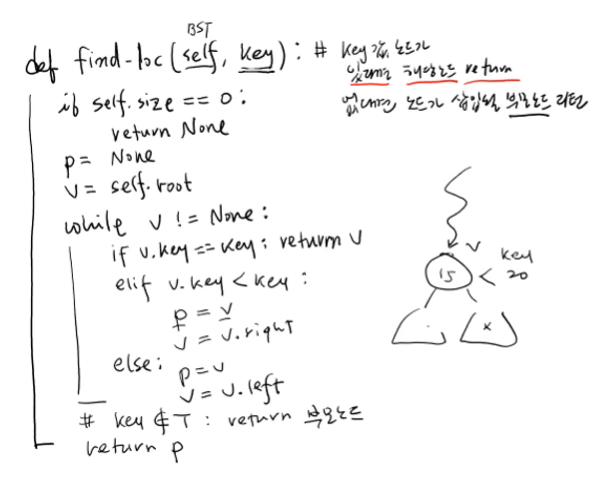 BST
def find-loc(self, key): # key 값 노드가
있다면 해당노드 return
없다면 노드가 삽입될 부모노드 리턴
if self.size == 0:
return None
p = None
v = self.root
while v != None:
if v.key == key: return v
elif v.key < key:
p = v
v = v.right
else:
p = v
v = v.left
# key ∉ T : return 부모노드
return p
v
15 < key
20
x